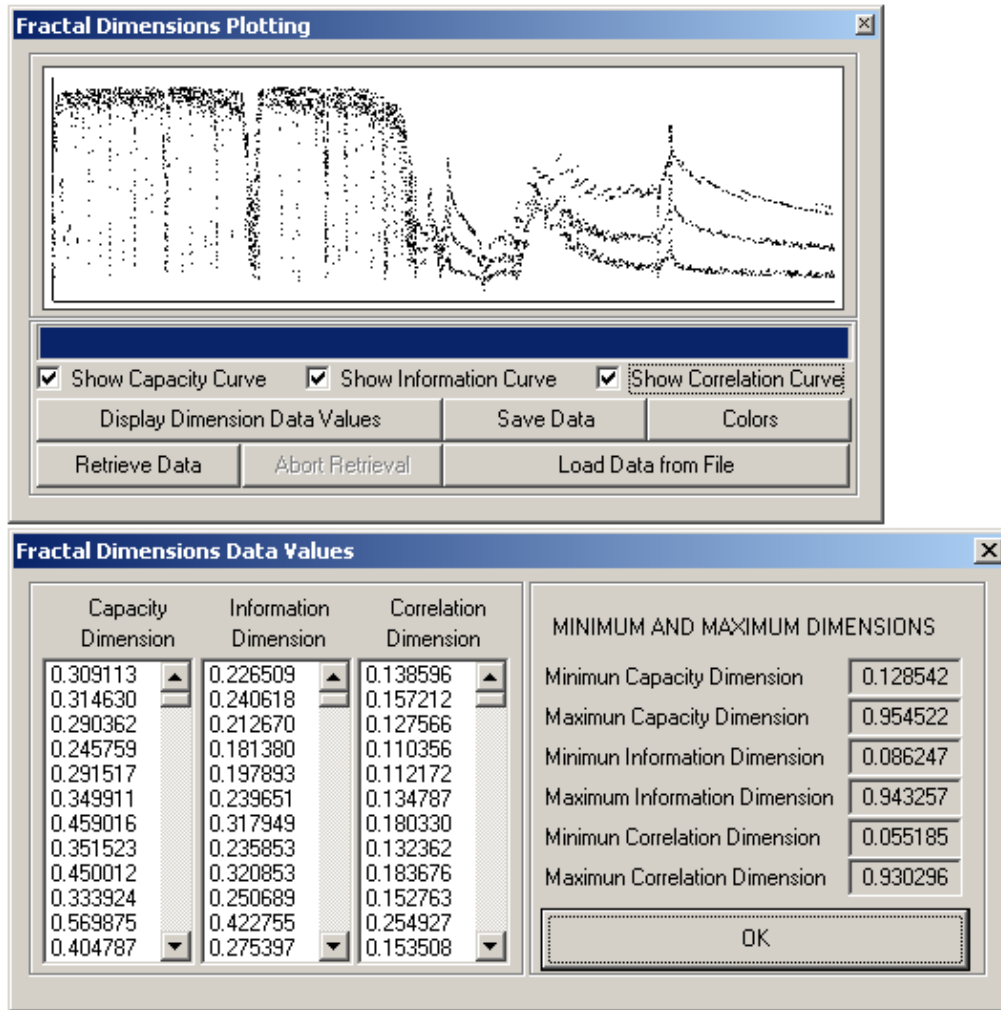 Fractal Dimensions Plotting
Show Capacity Curve Show Information Curve Show Correlation Curve
Display Dimension Data Values Save Data Colors
Retrieve Data Abort Retrieval Load Data from File
Fractal Dimensions Data Values
Capacity Dimension
Information Dimension
Correlation Dimension
0.309113 0.226509 0.138596
0.314630 0.240618 0.157212
0.290362 0.212670 0.127566
0.245759 0.181380 0.110356
0.291517 0.197893 0.112172
0.349911 0.239651 0.134787
0.459016 0.317949 0.180330
0.351523 0.235853 0.132362
0.450012 0.320853 0.183676
0.333924 0.250689 0.152763
0.569875 0.422755 0.254927
0.404787 0.275397 0.153508
MINIMUM AND MAXIMUM DIMENSIONS
Minimun Capacity Dimension 0.128542
Maximun Capacity Dimension 0.954522
Minimun Information Dimension 0.086247
Maximum Information Dimension 0.943257
Minimun Correlation Dimension 0.055185
Maximun Correlation Dimension 0.930296
OK